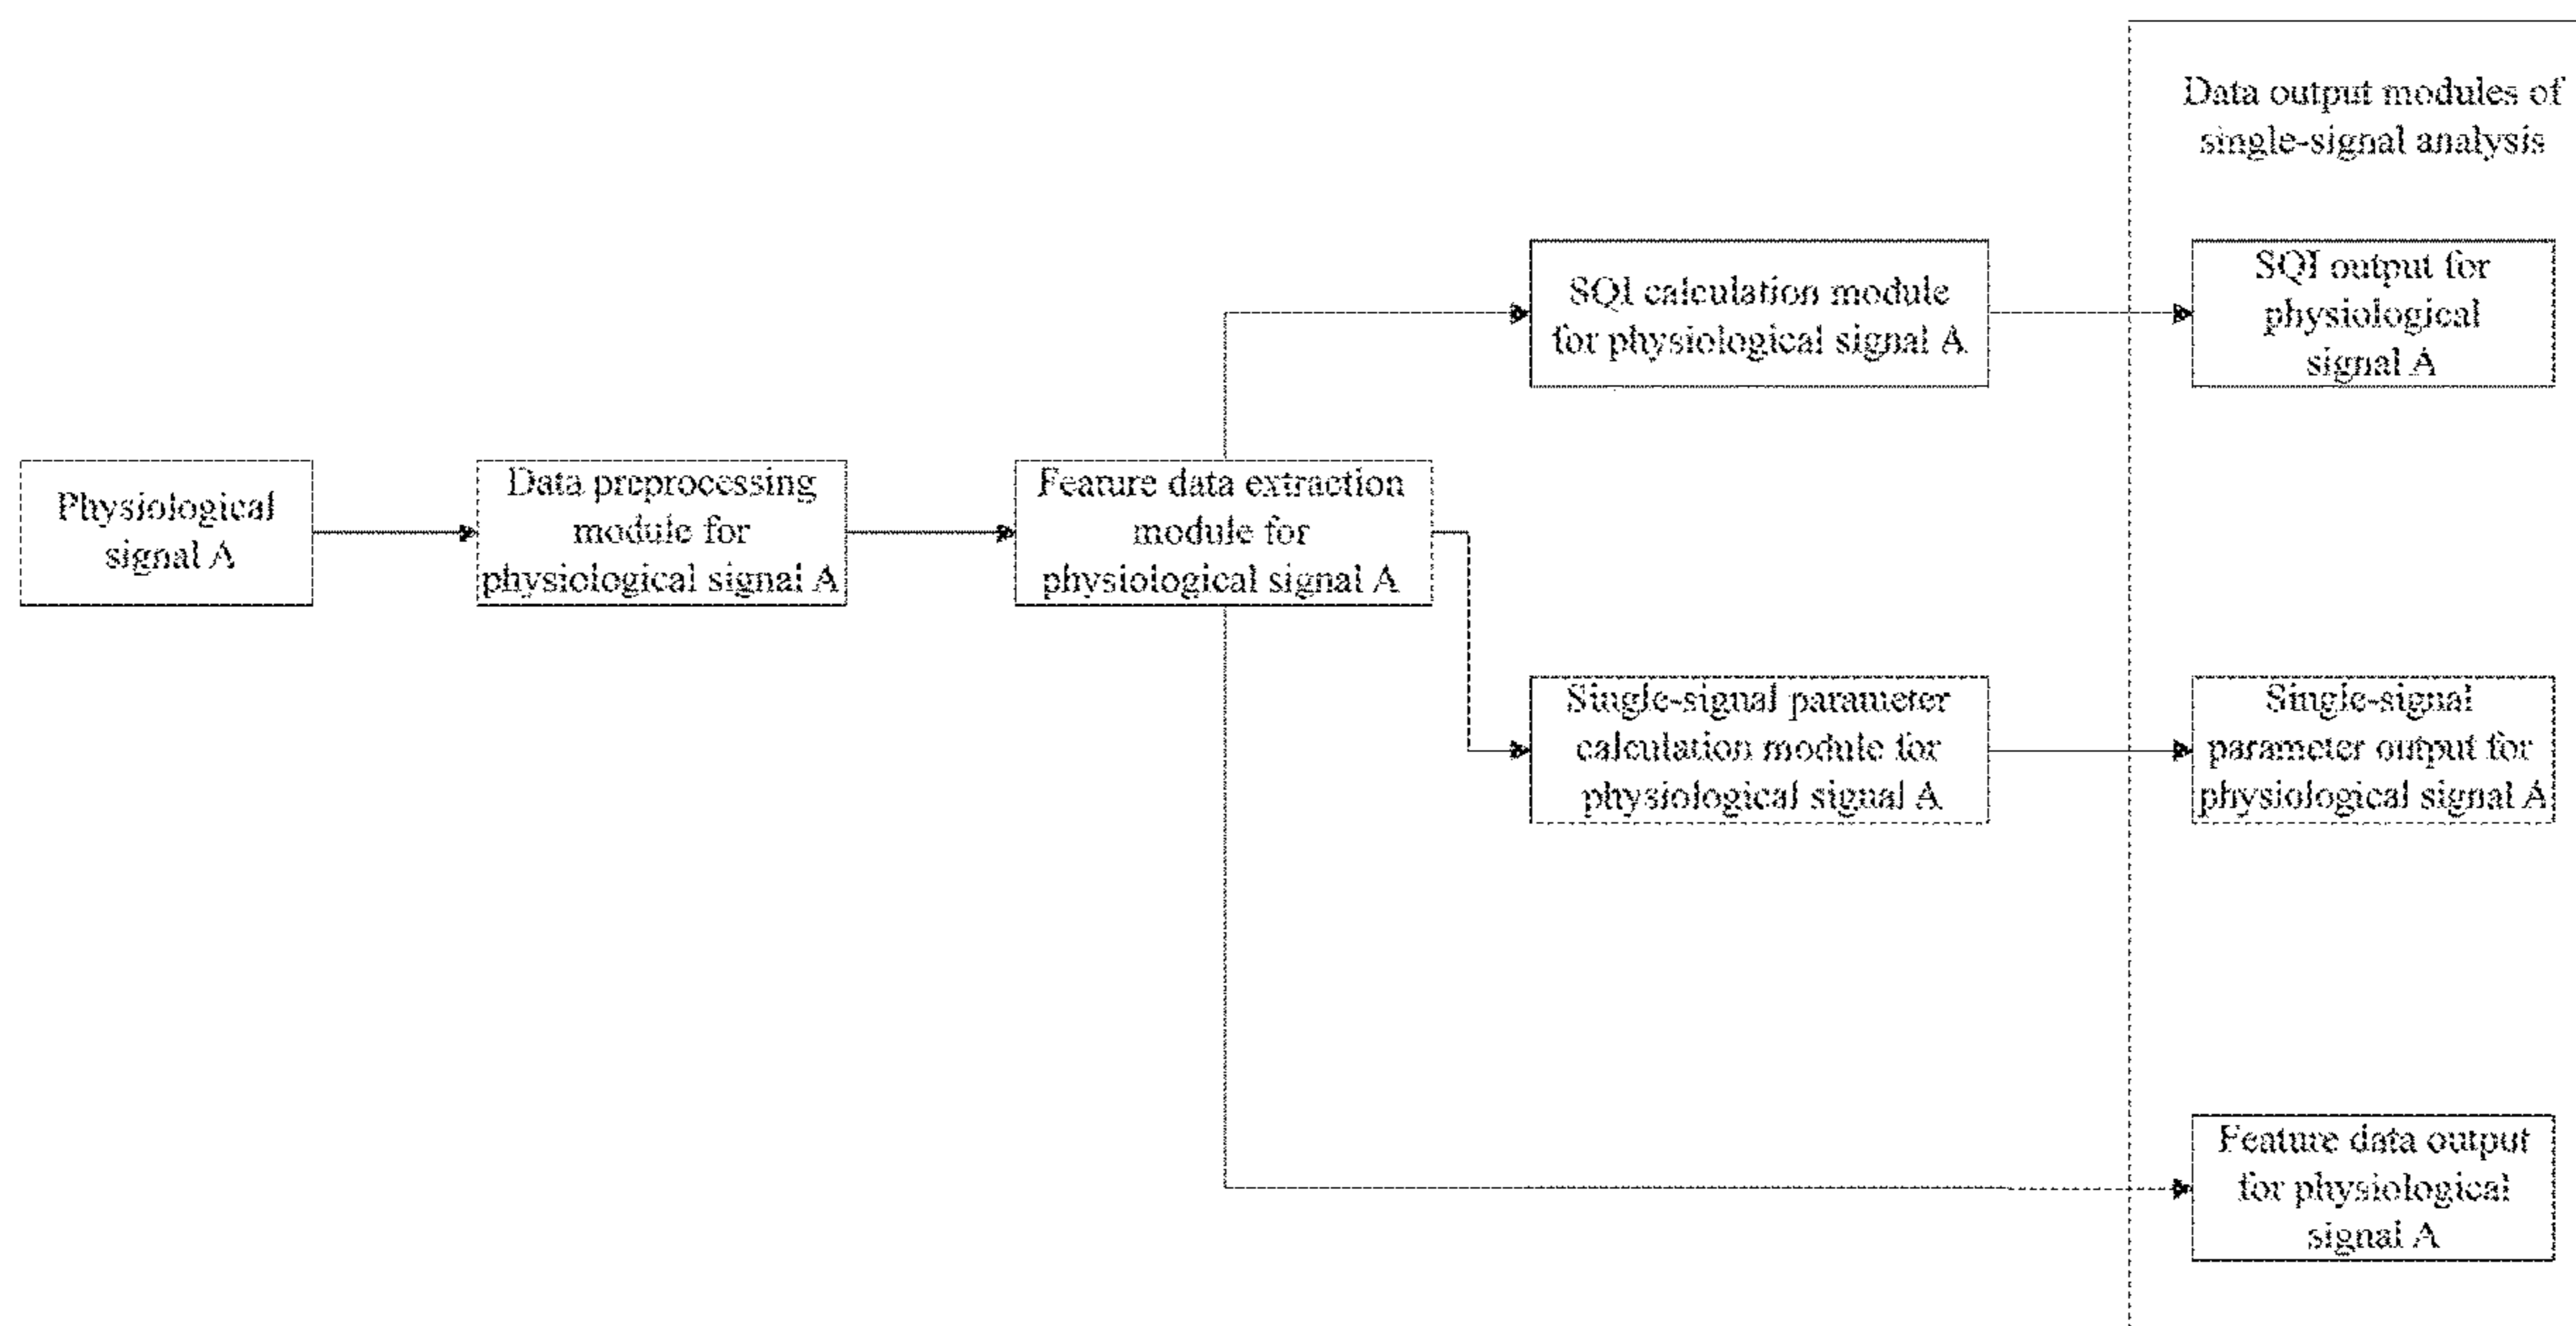 Data output modules of
single-signal analysis
SQI calculation module
for physiological signal A
SQI output for
physiological
signal A
Physiological
signal A
Data preprocessing
module for
physiological signal A
Feature data extraction
module for
physiological signal A
Single-signal parameter
calculation module for
physiological signal A
Single-signal
parameter output for
physiological signal A
Feature data output
for physiological
signal A